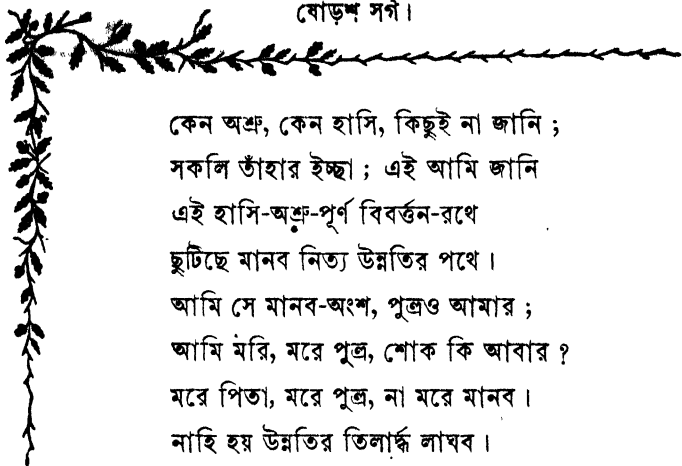 ষোড়শ সর্গ।
কেন অশ্রু, কেন হাসি, কিছুই না জানি ;
সকলি তাঁহার ইচ্ছা ; এই আমি জানি
এই হাসি-অশ্রু-পূর্ণ বিবর্ত্তন-রথে
ছুটিছে মানব নিত্য উন্নতির পথে।
আমি সে মানব-অংশ, পুত্রও আমার ;
আমি মরি, মরে পুত্র, শোক কি আবার ?
মরে পিতা, মরে পুত্র, না মরে মানব।
নাহি হয় উন্নতির তিলার্দ্ধ লাঘব।